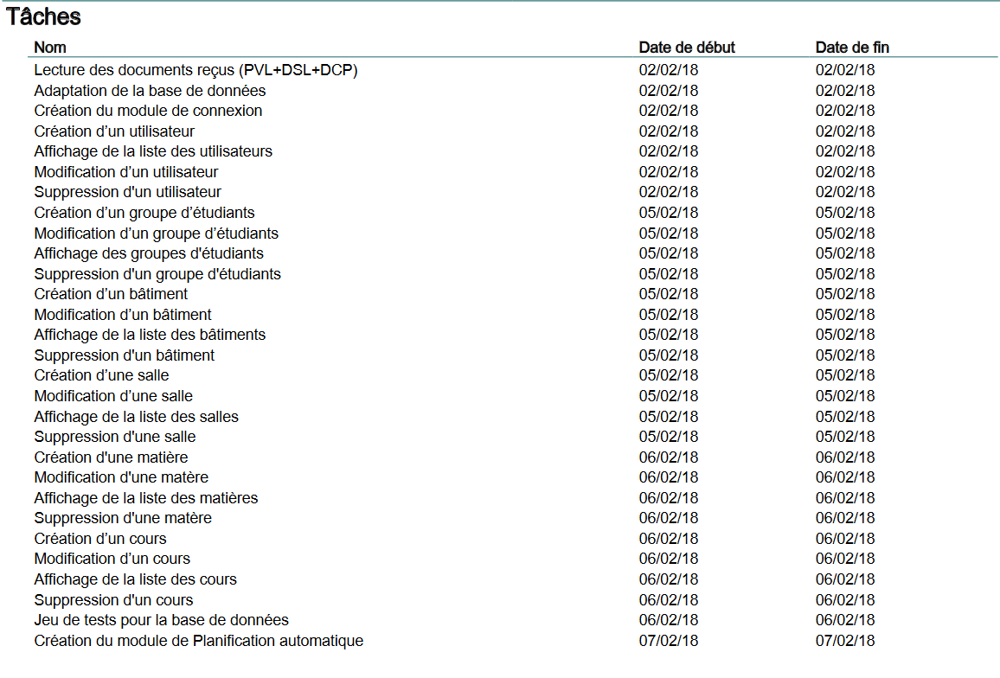 Tâches
Nom Date de début Date de fin
Lecture des documents reçus (PVL+DSL+DCP) 02/02/18 02/02/18
Adaptation de la base de données 02/02/18 02/02/18
Création du module de connexion 02/02/18 02/02/18
Création d’un utilisateur 02/02/18 02/02/18
Affichage de la liste des utilisateurs 02/02/18 02/02/18
Modification d’un utilisateur 02/02/18 02/02/18
Suppression d'un utilisateur 02/02/18 02/02/18
Création d’un groupe d’étudiants 05/02/18 05/02/18
Modification d’un groupe d’étudiants 05/02/18 05/02/18
Affichage des groupes d'étudiants 05/02/18 05/02/18
Suppression d'un groupe d'étudiants 05/02/18 05/02/18
Création d’un bâtiment 05/02/18 05/02/18
Modification d’un bâtiment 05/02/18 05/02/18
Affichage de la liste des bâtiments 05/02/18 05/02/18
Suppression d'un bâtiment 05/02/18 05/02/18
Création d’une salle 05/02/18 05/02/18
Modification d’une salle 05/02/18 05/02/18
Affichage de la liste des salles 05/02/18 05/02/18
Suppression d'une salle 05/02/18 05/02/18
Création d'une matière 06/02/18 06/02/18
Modification d'une matère 06/02/18 06/02/18
Affichage de la liste des matières 06/02/18 06/02/18
Suppression d'une matère 06/02/18 06/02/18
Création d’un cours 06/02/18 06/02/18
Modification d’un cours 06/02/18 06/02/18
Affichage de la liste des cours 06/02/18 06/02/18
Suppression d'un cours 06/02/18 06/02/18
Jeu de tests pour la base de données 06/02/18 06/02/18
Création du module de Planification automatique 07/02/18 07/02/18